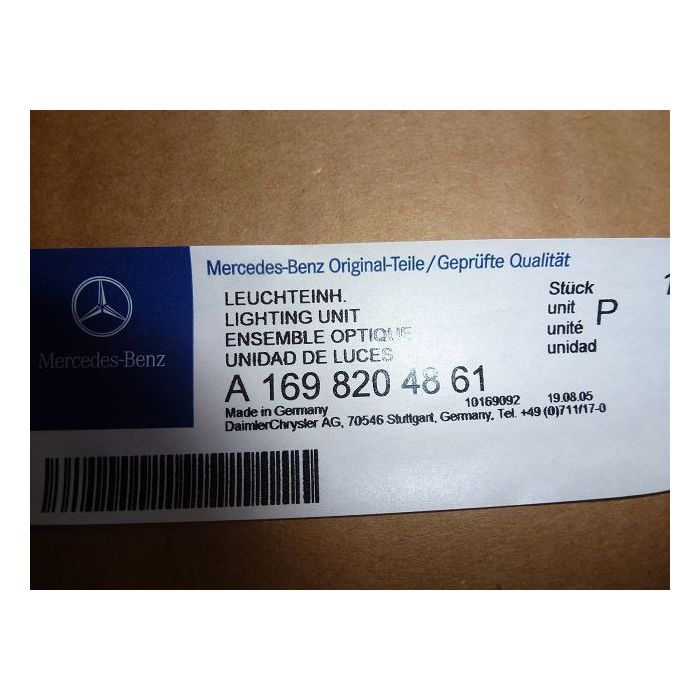 Mercedes-Benz Original-Teile/Geprüfte Qualität
Mercedes-Benz
LEUCHTEINH.
LIGHTING UNIT
ENSEMBLE OPTIQUE
UNIDAD DE LUCES
Stück
unit P
unité
unidad
A 169 820 48 61
Made in Germany 10169092 19.08.05
DaimlerChrysler AG, 70546 Stuttgart, Germany, Tel. +49 (0)711/17-0